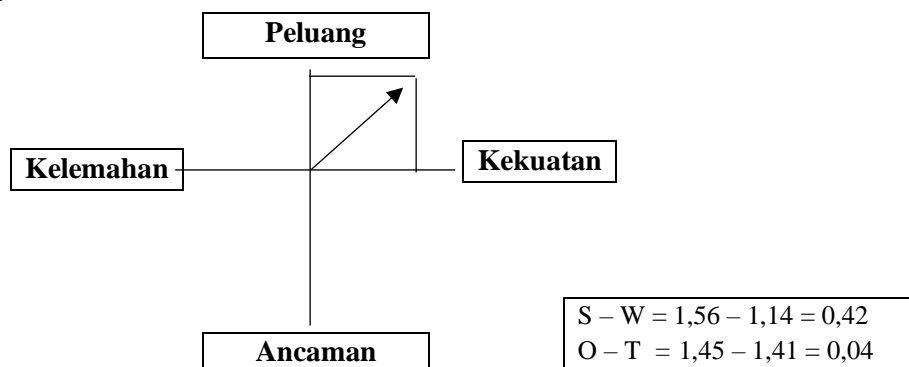 Peluang
Kelemahan
Kekuatan
Ancaman
S – W = 1,56 – 1,14 = 0,42
O – T = 1,45 – 1,41 = 0,04